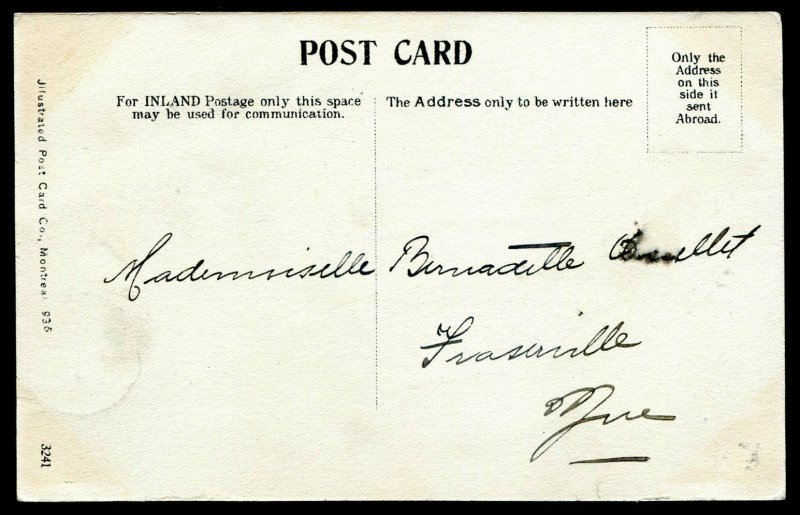 POST CARD
Only the
Address
on this
side if
sent
Abroad.
For INLAND Postage only this space
may be used for communication.
The Address only to be written here
Mademoiselle Bernadette Ouellet
Fraserville
Que
Illustrated Post Card Co., Montreal 936
3241